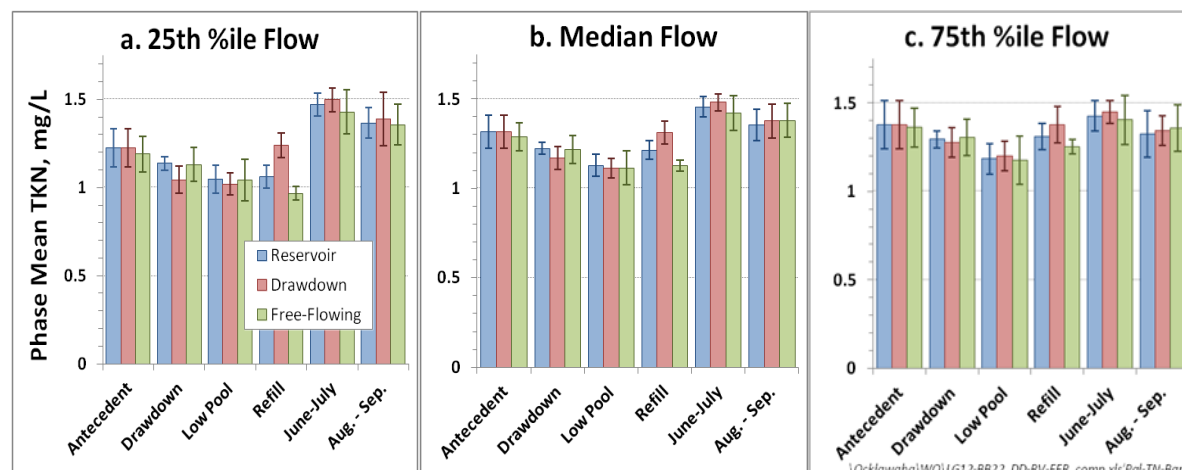 a. 25th %ile Flow
b. Median Flow
c. 75th %ile Flow
Phase Mean TKN, mg/L
1.5
1
0.5
0
Reservoir
Drawdown
Free-Flowing
Antecedent
Drawdown
Low Pool
Refill
June-July
Aug. - Sep.
1.5
1
0.5
0
Antecedent
Drawdown
Low Pool
Refill
June-July
Aug. - Sep.
1.5
1
0.5
0
Antecedent
Drawdown
Low Pool
Refill
June-July
Aug. - Sep.